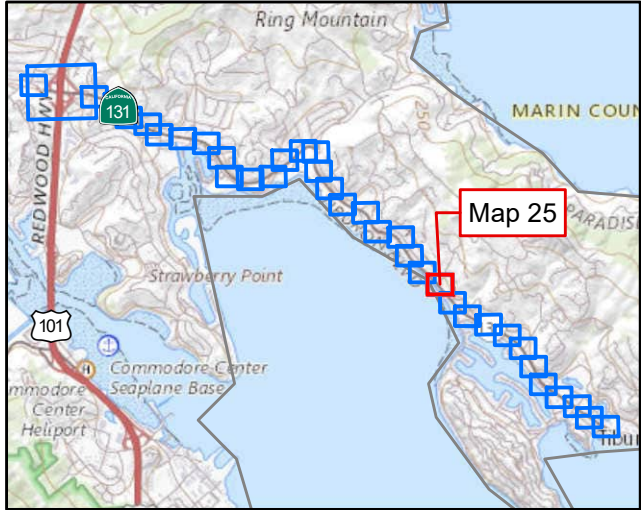 Ring Mountain
CALIFORNIA
131
REDWOOD HWY
MARIN COUN
250
Map 25
PARADIS
Strawberry Point
101
H
Commodore Center
Seaplane Base
mmodore
Center
Heliport
Tibur